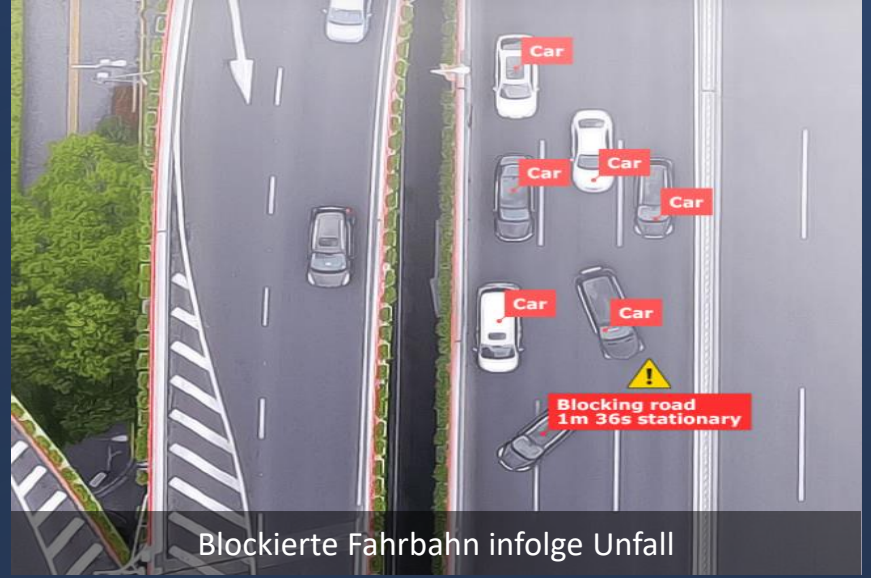 Car
Car
Car
Car
Car
Car
Blocking road
1m 36s stationary
Blockierte Fahrbahn infolge Unfall